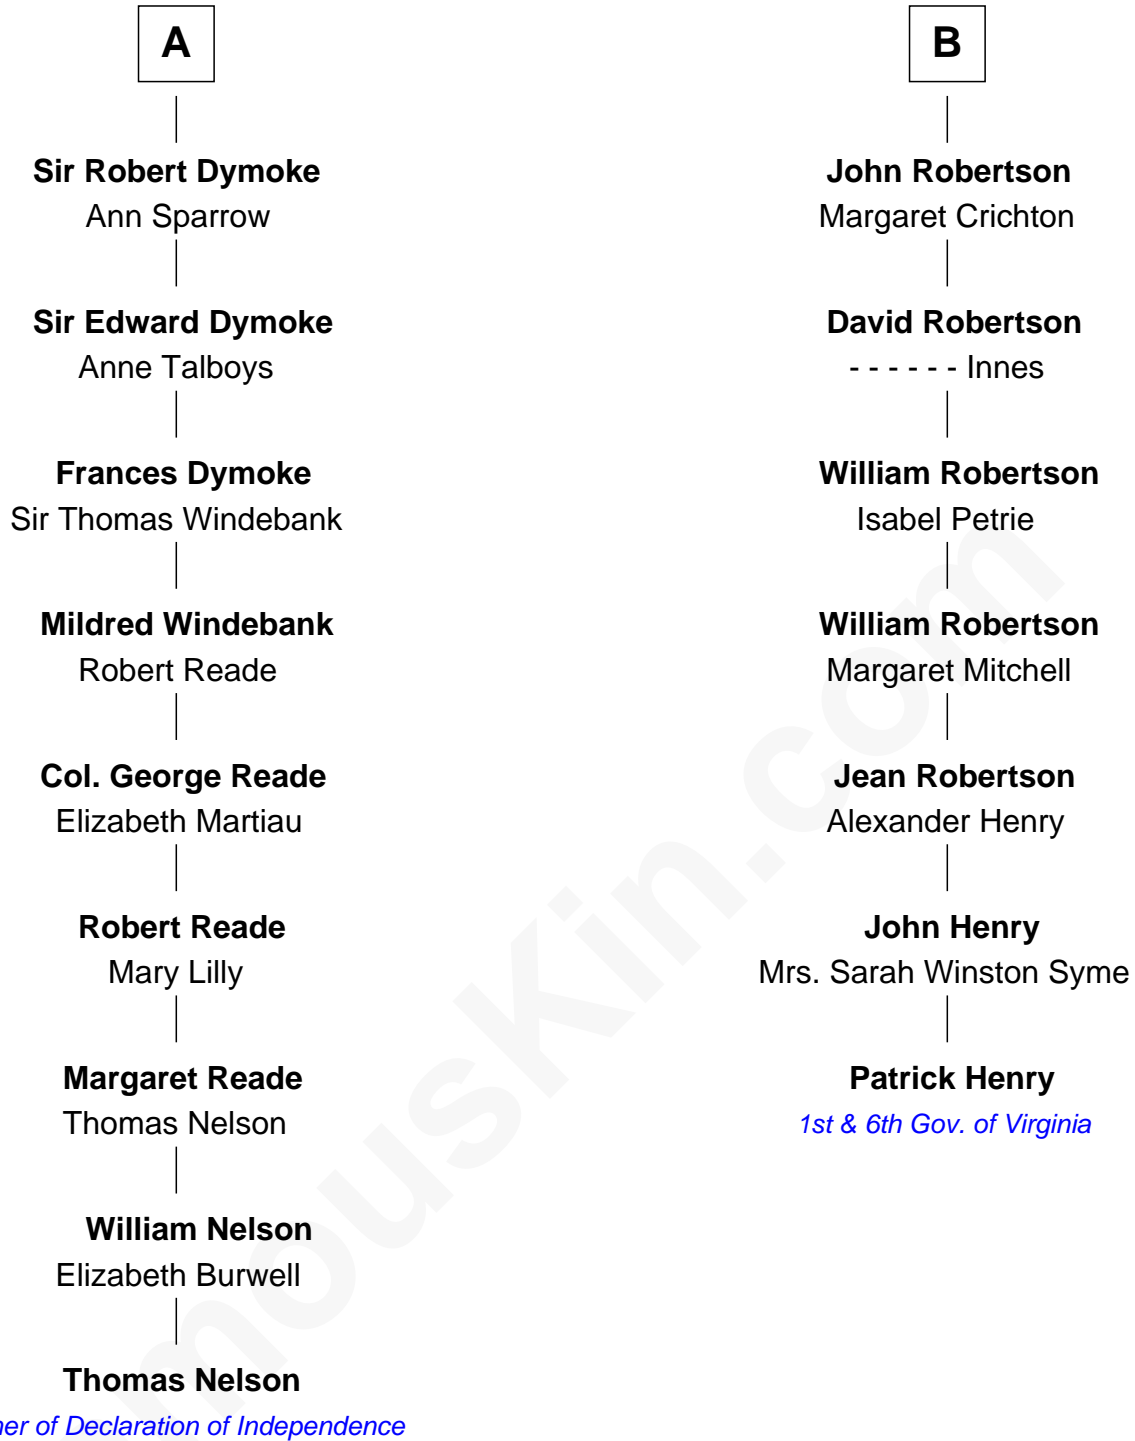 A
Sir Robert Dymoke
Ann Sparrow
Sir Edward Dymoke
Anne Talboys
Frances Dymoke
Sir Thomas Windebank
Mildred Windebank
Robert Reade
Col. George Reade
Elizabeth Martiau
Robert Reade
Mary Lilly
Margaret Reade
Thomas Nelson
William Nelson
Elizabeth Burwell
Thomas Nelson
of Declaration of Independence
B
John Robertson
Margaret Crichton
David Robertson
- - - - - - Innes
William Robertson
Isabel Petrie
William Robertson
Margaret Mitchell
Jean Robertson
Alexander Henry
John Henry
Mrs. Sarah Winston Syme
Patrick Henry
1st & 6th Gov. of Virginia
mouskin.com